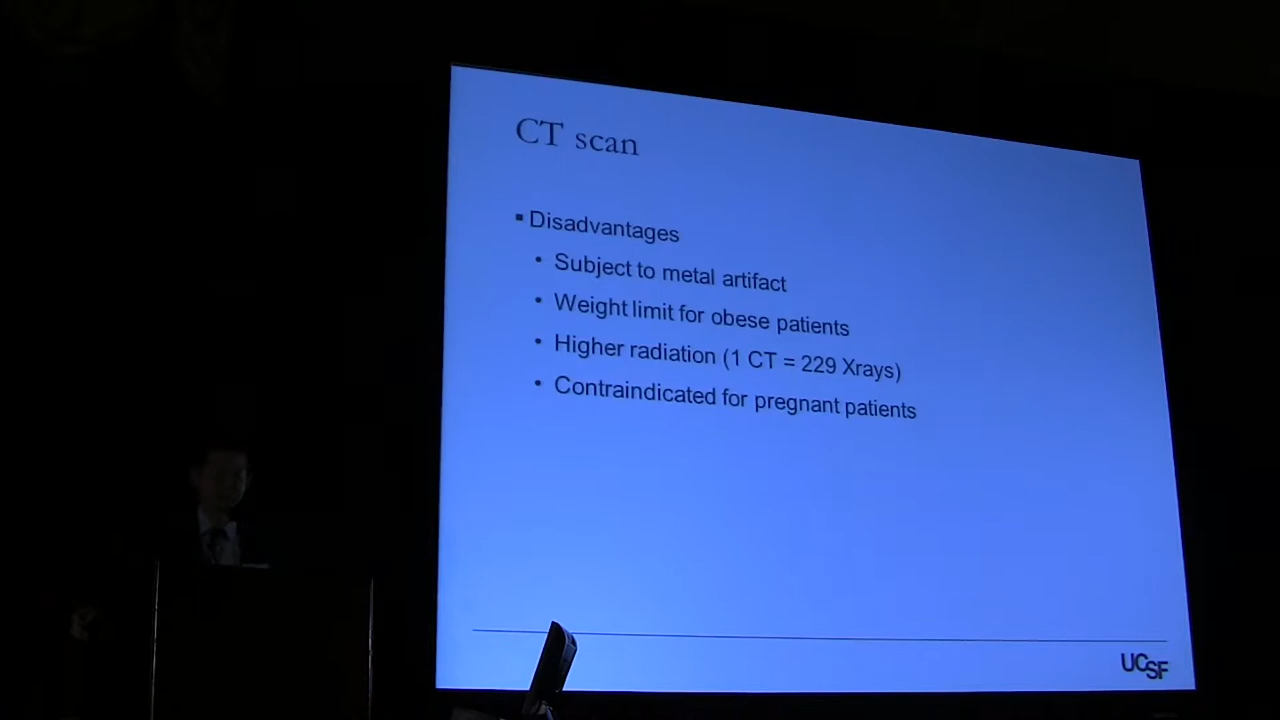 CT scan
▪ Disadvantages
• Subject to metal artifact
• Weight limit for obese patients
• Higher radiation (1 CT = 229 Xrays)
• Contraindicated for pregnant patients
UCSF